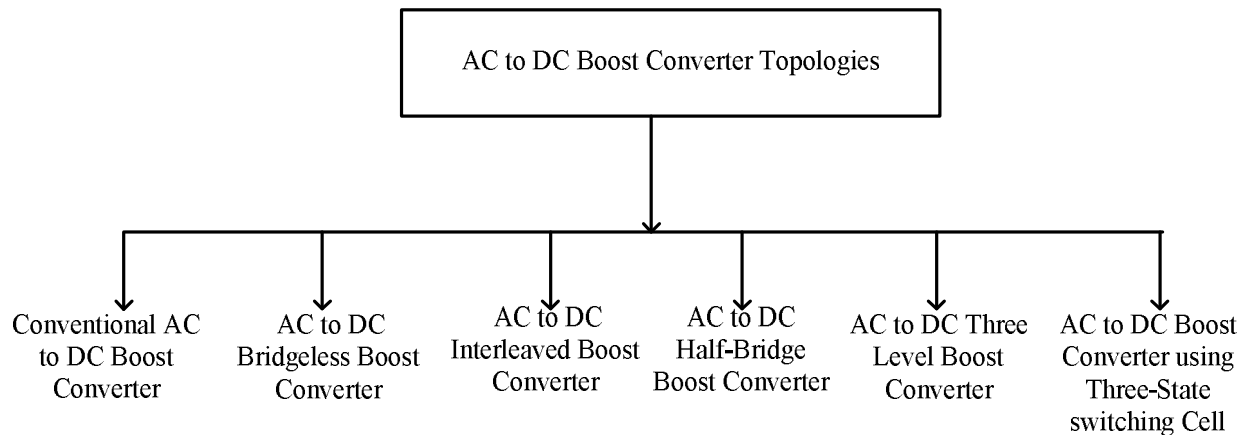 AC to DC Boost Converter Topologies
Conventional AC
to DC Boost
Converter
AC to DC
Bridgeless Boost
Converter
AC to DC
Interleaved Boost
Converter
AC to DC
Half-Bridge
Boost Converter
AC to DC Three
Level Boost
Converter
AC to DC Boost
Converter using
Three-State
switching Cell